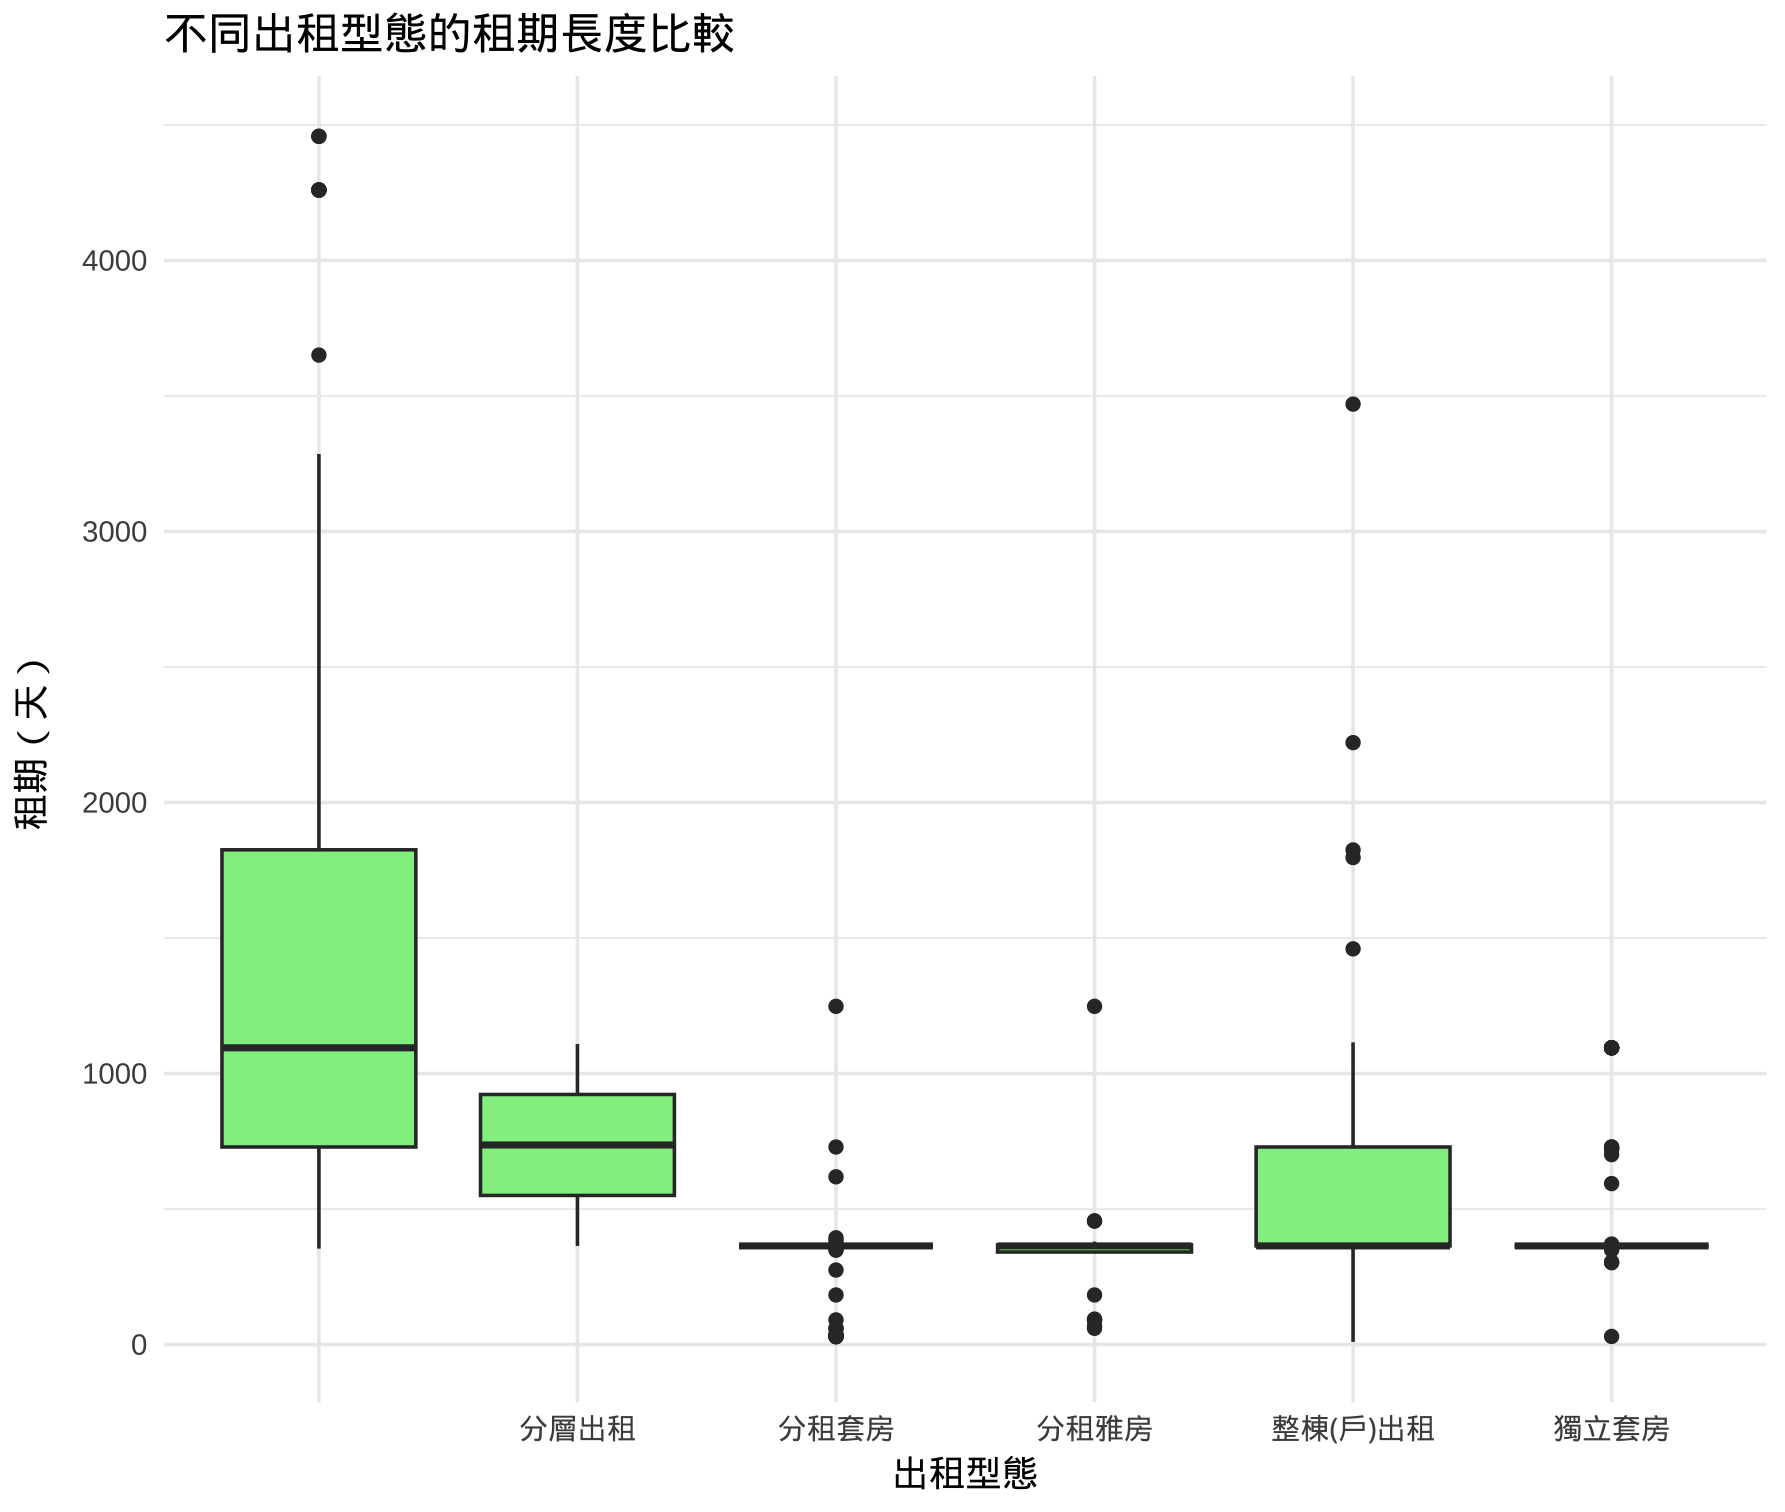 不同出租型態的租期長度比較
租期（天）
4000
3000
2000
1000
0
分層出租
分租套房
分租雅房
整棟(戶)出租
獨立套房
出租型態